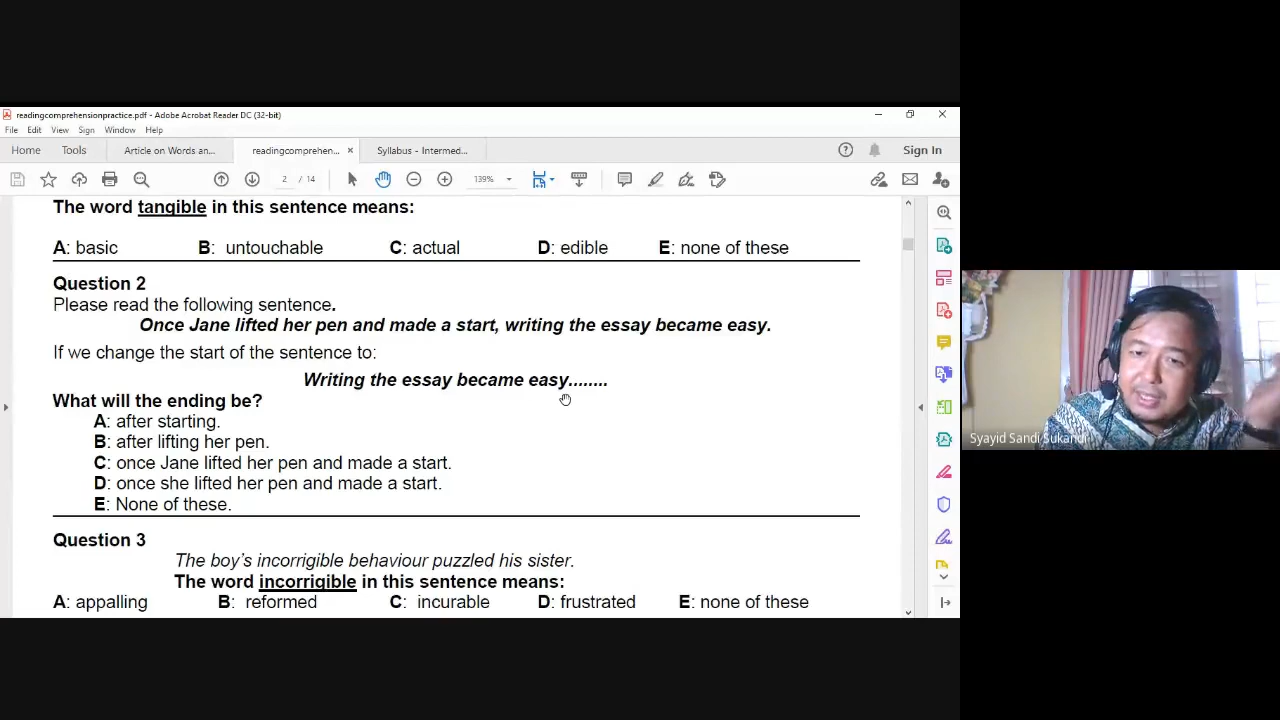 readingcomprehensionpractice.pdf - Adobe Acrobat Reader DC (32-bit)
File Edit View Sign Window Help
Home Tools Article on Words an... readingcomprehen... × Syllabus - Intermed... Sign In
2 / 14 139%
The word tangible in this sentence means:
A: basic B: untouchable C: actual D: edible E: none of these
Question 2
Please read the following sentence.
Once Jane lifted her pen and made a start, writing the essay became easy.
If we change the start of the sentence to:
Writing the essay became easy........
What will the ending be?
A: after starting.
B: after lifting her pen.
C: once Jane lifted her pen and made a start.
D: once she lifted her pen and made a start.
E: None of these.
Question 3
The boy's incorrigible behaviour puzzled his sister.
The word incorrigible in this sentence means:
A: appalling B: reformed C: incurable D: frustrated E: none of these
Syayid Sandi Sukandi